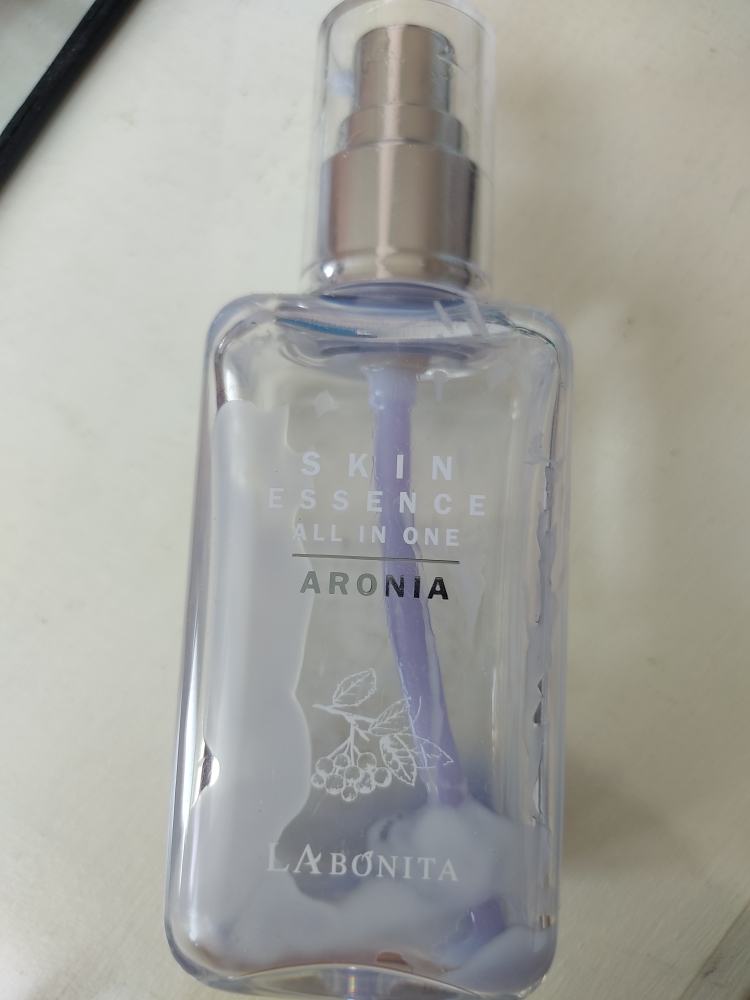 SKIN
ESSENCE
ALL IN ONE
ARONIA
LABONITA